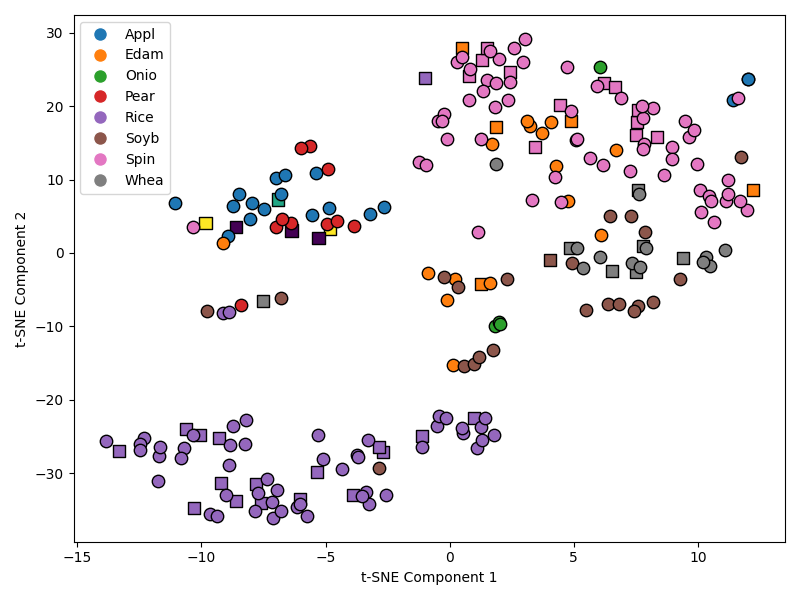 Appl
Edam
Onio
Pear
Rice
Soyb
Spin
Whea
30
20
10
0
−10
−20
−30
t-SNE Component 2
−15
−10
−5
0
5
10
t-SNE Component 1